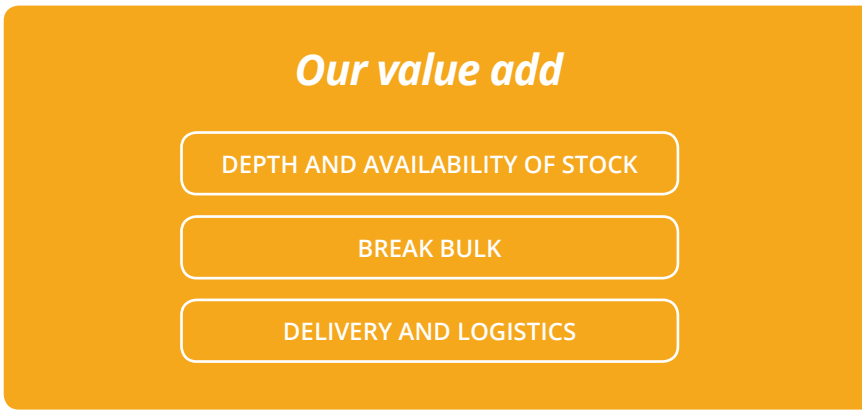 Our value add
DEPTH AND AVAILABILITY OF STOCK
BREAK BULK
DELIVERY AND LOGISTICS